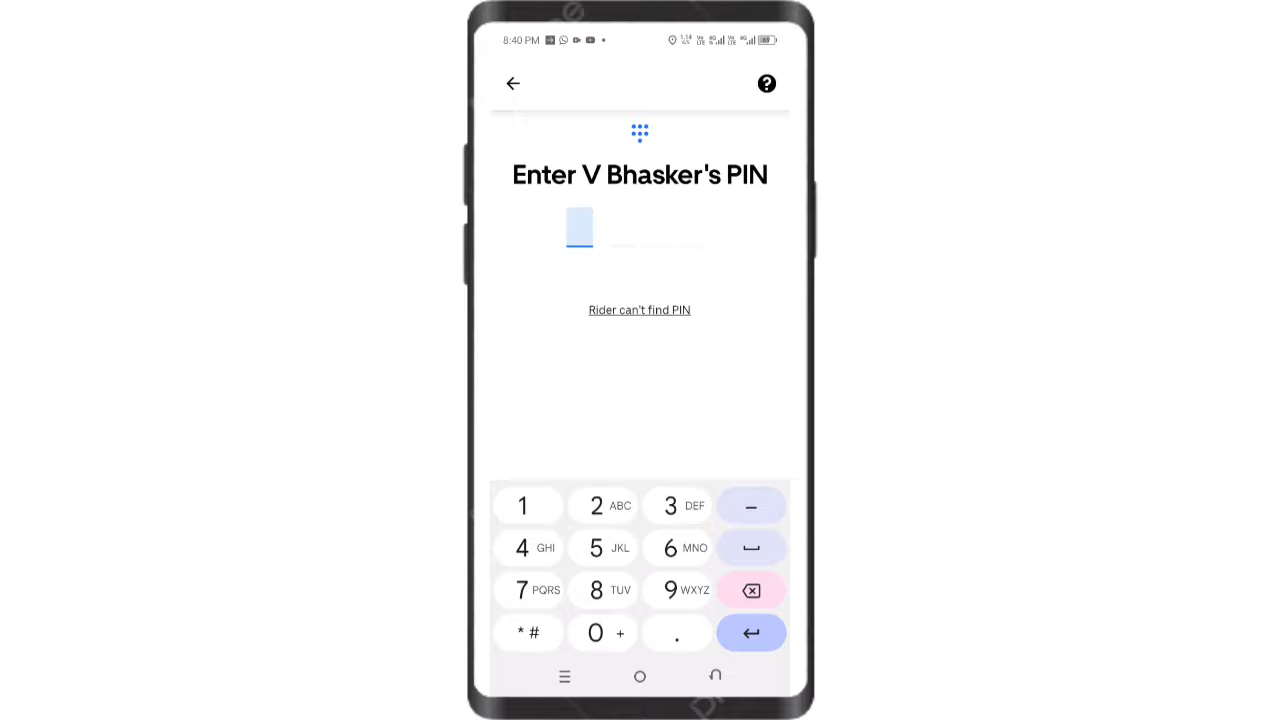 8:40 PM
Enter V Bhasker's PIN
Rider can't find PIN
1
2 ABC
3 DEF
4 GHI
5 JKL
6 MNO
7 PQRS
8 TUV
9 WXYZ
* #
0 +
.